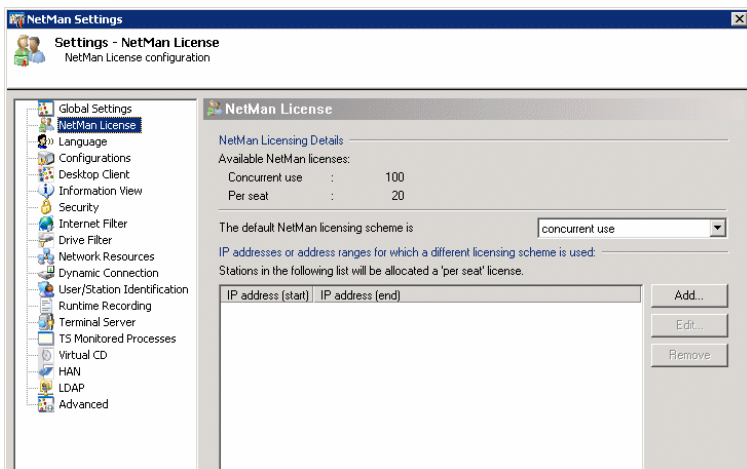 NetMan Settings
Settings - NetMan License
NetMan License configuration
Global Settings
NetMan License
Language
Configurations
Desktop Client
Information View
Security
Internet Filter
Drive Filter
Network Resources
Dynamic Connection
User/Station Identification
Runtime Recording
Terminal Server
TS Monitored Processes
Virtual CD
HAN
LDAP
Advanced
NetMan License
NetMan Licensing Details
Available NetMan licenses:
Concurrent use : 100
Per seat : 20
The default NetMan licensing scheme is concurrent use
IP addresses or address ranges for which a different licensing scheme is used:
Stations in the following list will be allocated a 'per seat' license.
IP address (start) IP address (end)
Add...
Edit...
Remove